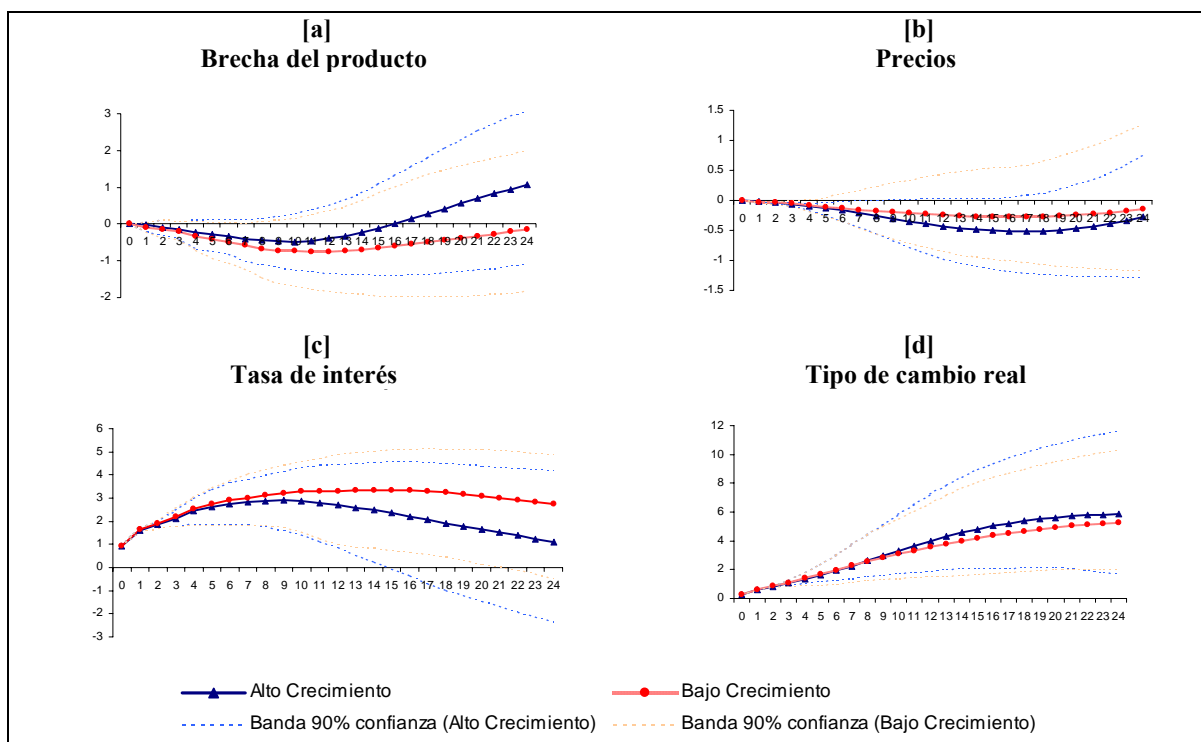 [a]
Brecha del producto
3
2
1
0
-1
-2
0 1 2 3 4 5 6 7 8 9 10 11 12 13 14 15 16 17 18 19 20 21 22 23 24
[b]
Precios
1.5
1
0.5
0
-0.5
-1
-1.5
0 1 2 3 4 5 6 7 8 9 10 11 12 13 14 15 16 17 18 19 20 21 22 23 24
[c]
Tasa de interés
6
5
4
3
2
1
0
-1
-2
-3
0 1 2 3 4 5 6 7 8 9 10 11 12 13 14 15 16 17 18 19 20 21 22 23 24
[d]
Tipo de cambio real
12
10
8
6
4
2
0
0 1 2 3 4 5 6 7 8 9 10 11 12 13 14 15 16 17 18 19 20 21 22 23 24
Alto Crecimiento
Bajo Crecimiento
Banda 90% confianza (Alto Crecimiento)
Banda 90% confianza (Bajo Crecimiento)